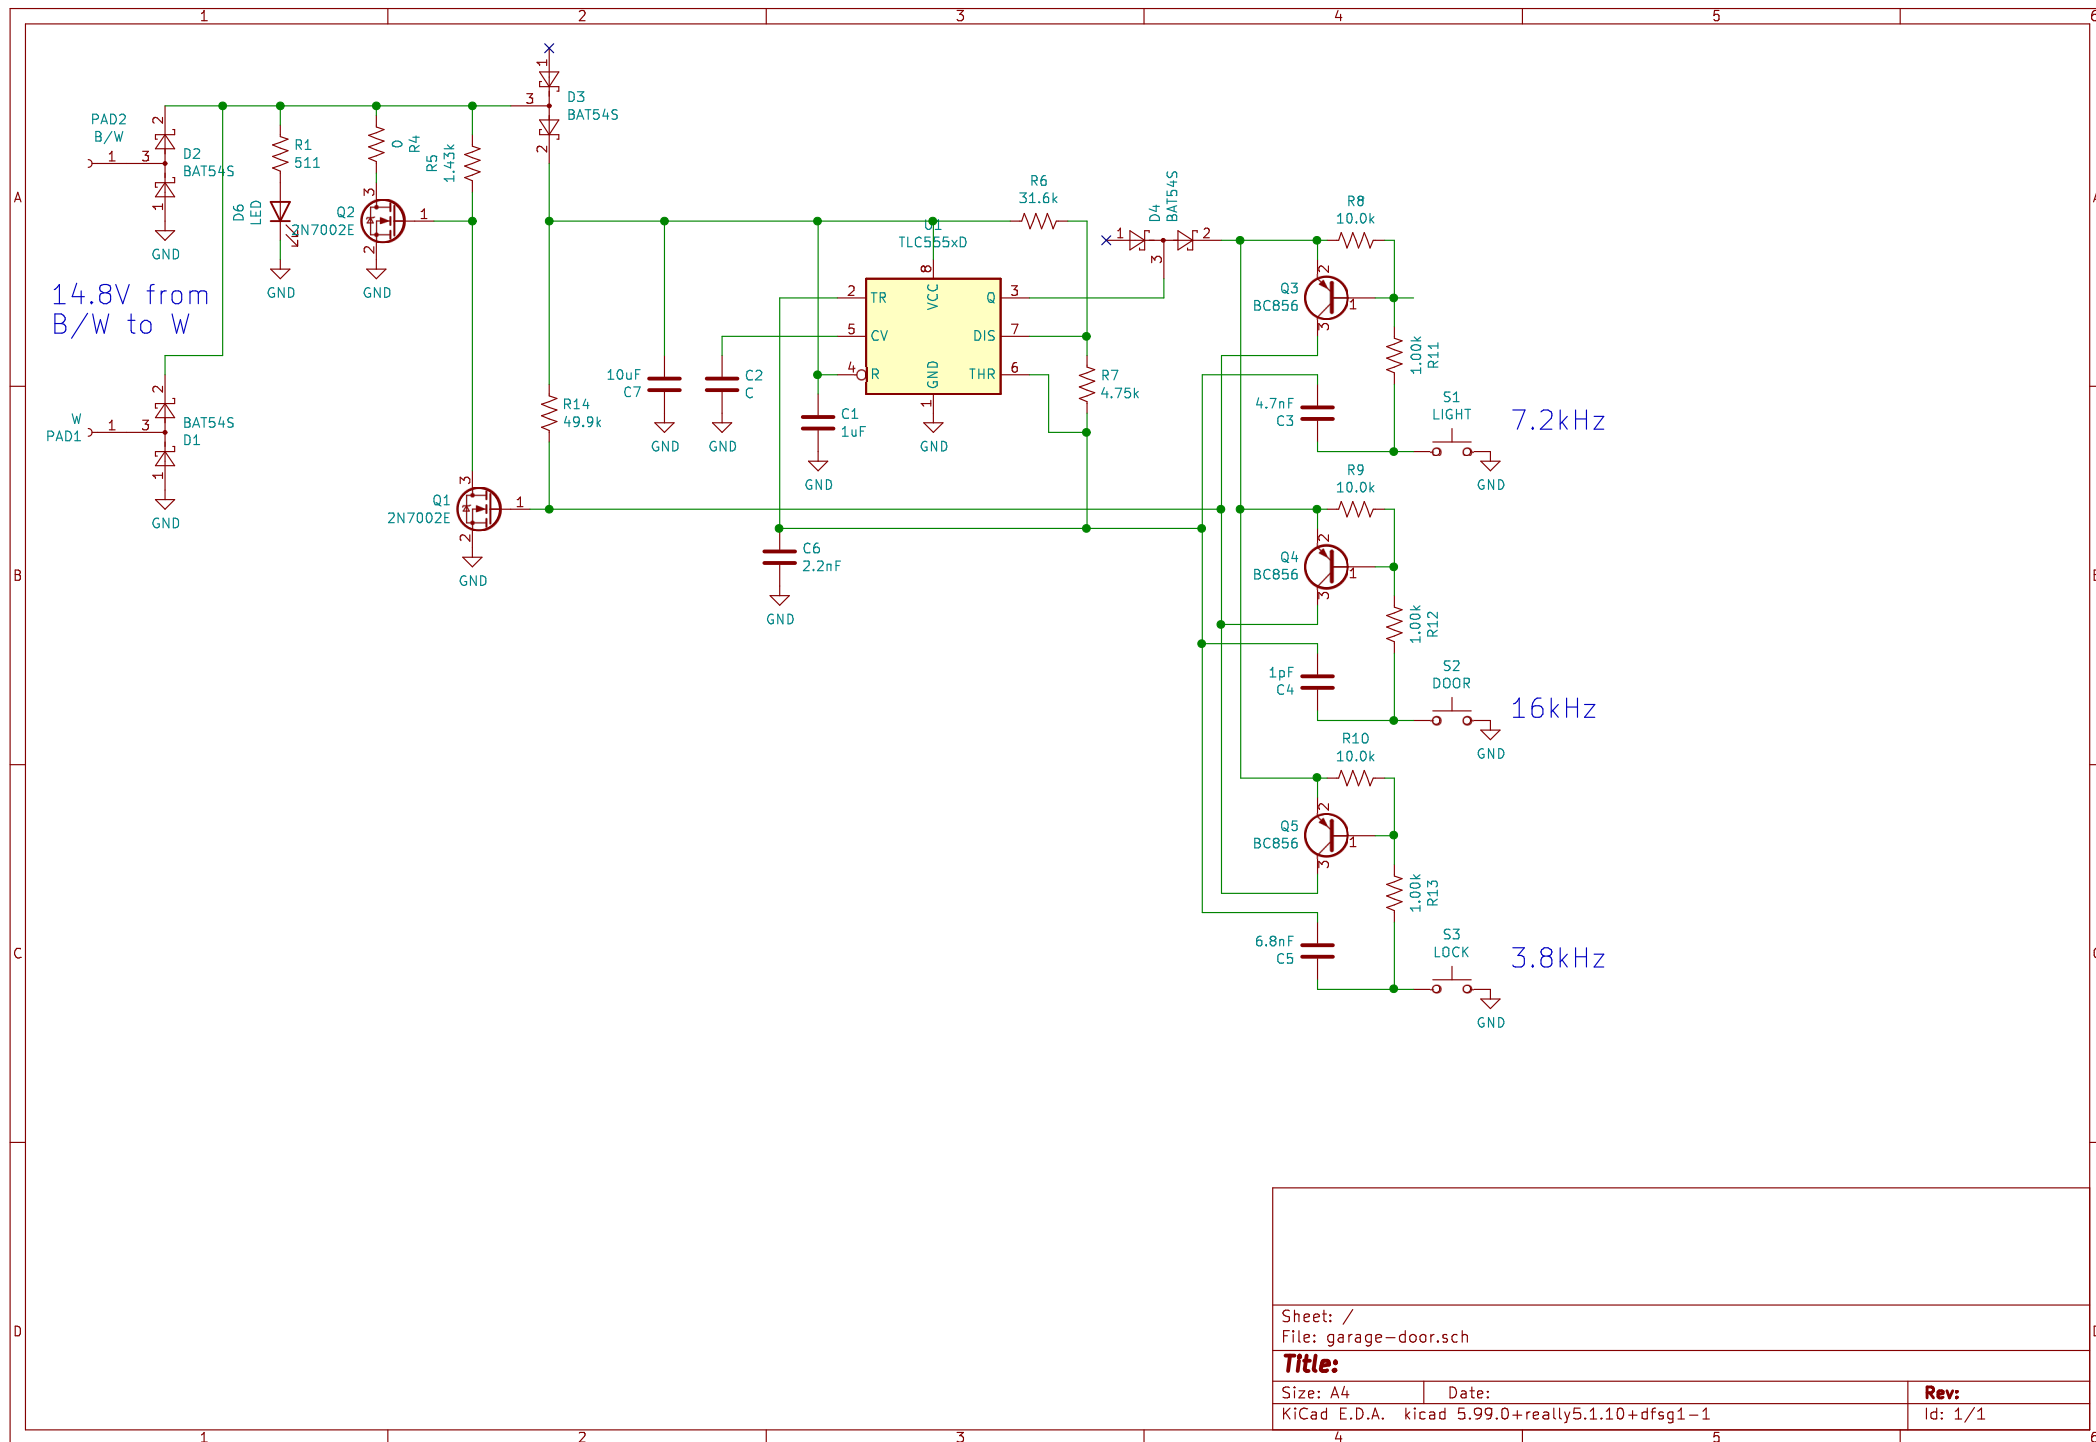 1 2 3 4 5 6
A
B
C
D
PAD2
B/W
1
3
2
D2
BAT54S
1
GND
14.8V from
B/W to W
W
PAD1
1
3
2
BAT54S
D1
1
GND
R1
511
D6
LED
GND
0
R4
Q2
2N7002E
3
1
2
GND
R5
1.43k
1
3
D3
BAT54S
2
Q1
2N7002E
3
1
2
GND
R14
49.9k
10uF
C7
GND
C2
C
GND
C1
1uF
GND
U1
TLC555xD
8
VCC
2
TR
Q
3
5
CV
DIS
7
4
R
THR
6
GND
1
GND
R6
31.6k
R7
4.75k
C6
2.2nF
GND
D4
BAT54S
1
2
3
R8
10.0k
Q3
BC856
2
1
3
1.00k
R11
4.7nF
C3
S1
LIGHT
GND
7.2kHz
R9
10.0k
Q4
BC856
2
1
3
1.00k
R12
1pF
C4
S2
DOOR
GND
16kHz
R10
10.0k
Q5
BC856
2
1
3
1.00k
R13
6.8nF
C5
S3
LOCK
GND
3.8kHz
Sheet: /
File: garage-door.sch
Title:
Size: A4 Date: Rev:
KiCad E.D.A. kicad 5.99.0+really5.1.10+dfsg1-1 Id: 1/1
1 2 3 4 5 6